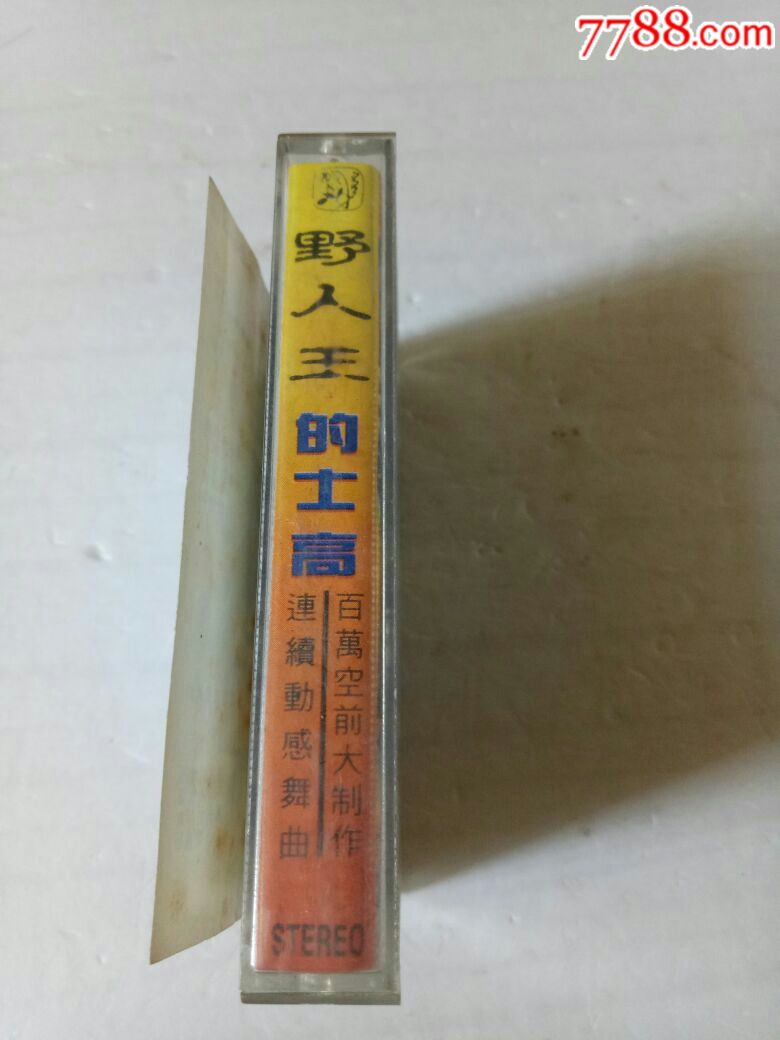 7788.com
野人王
的士高
百萬空前大制作
連續動感舞曲
STEREO